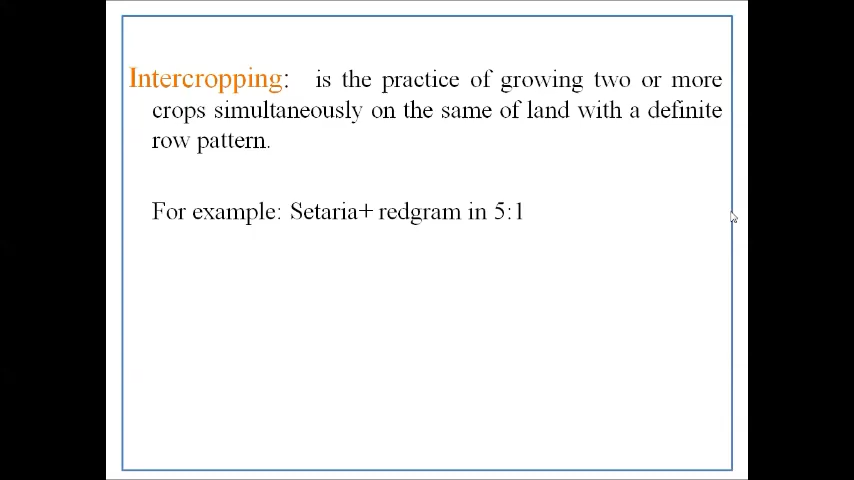 Intercropping: is the practice of growing two or more
crops simultaneously on the same of land with a definite
row pattern.
For example: Setaria+ redgram in 5:1